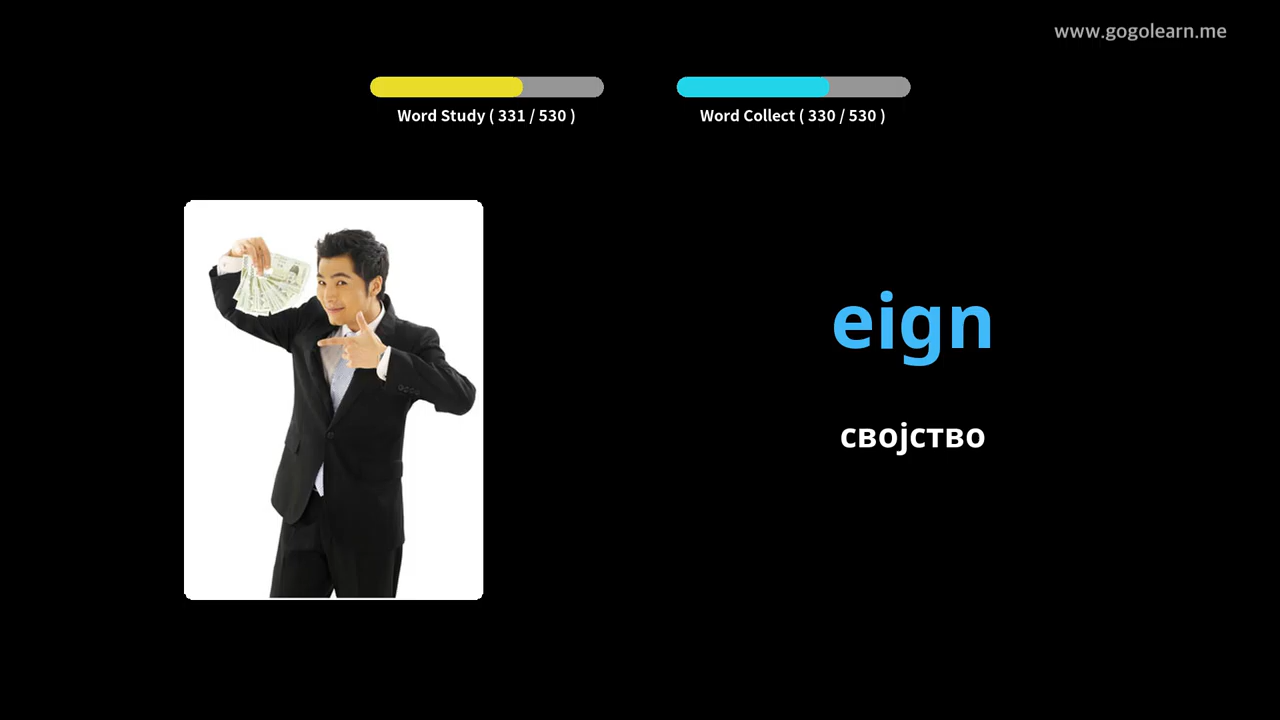 www.gogolearn.me
Word Study ( 331 / 530 )
Word Collect ( 330 / 530 )
eign
својство